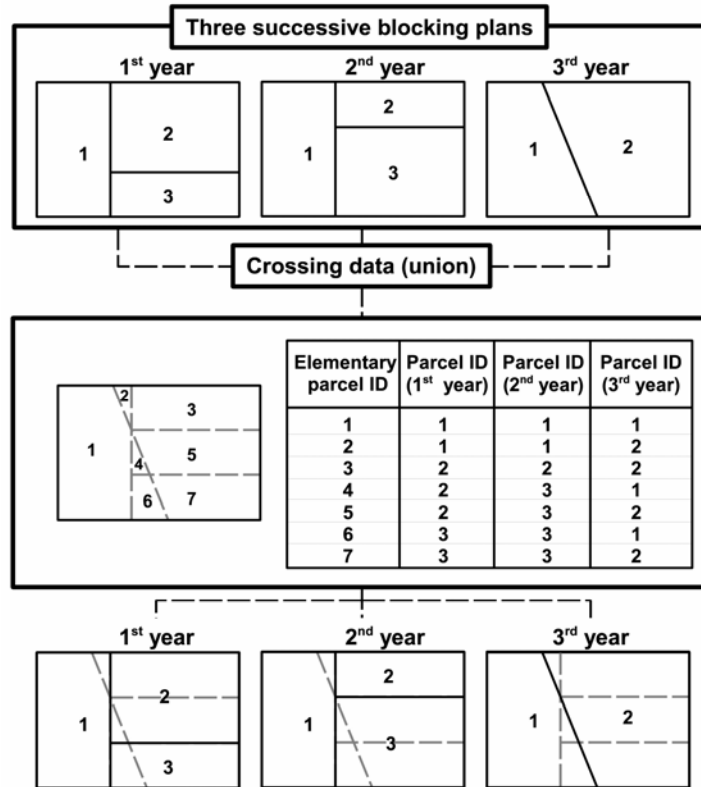 Three successive blocking plans
1st year 2nd year 3rd year
1 2 3 1 2 3 1 2
Crossing data (union)
Elementary parcel ID Parcel ID (1st year) Parcel ID (2nd year) Parcel ID (3rd year)
1 1 1 1
2 1 1 2
3 2 2 2
4 2 3 1
5 2 3 2
6 3 3 1
7 3 3 2
2
3
1
5
4
6 7
1st year 2nd year 3rd year
1 2 3 1 2 3 1 2